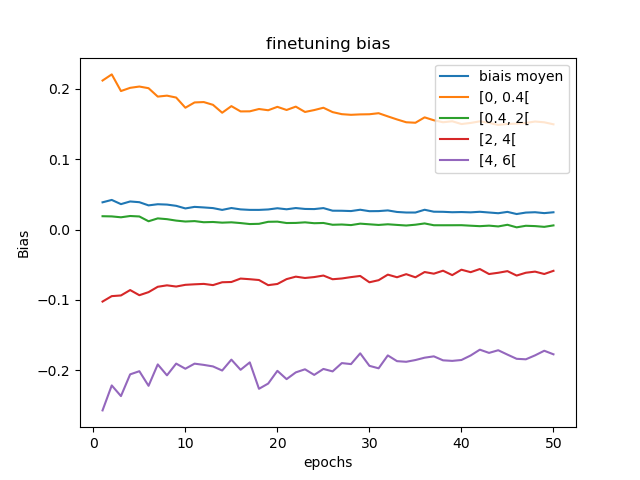 finetuning bias
biais moyen
[0, 0.4[
[0.4, 2[
[2, 4[
[4, 6[
Bias
0.2
0.1
0.0
−0.1
−0.2
0 10 20 30 40 50
epochs